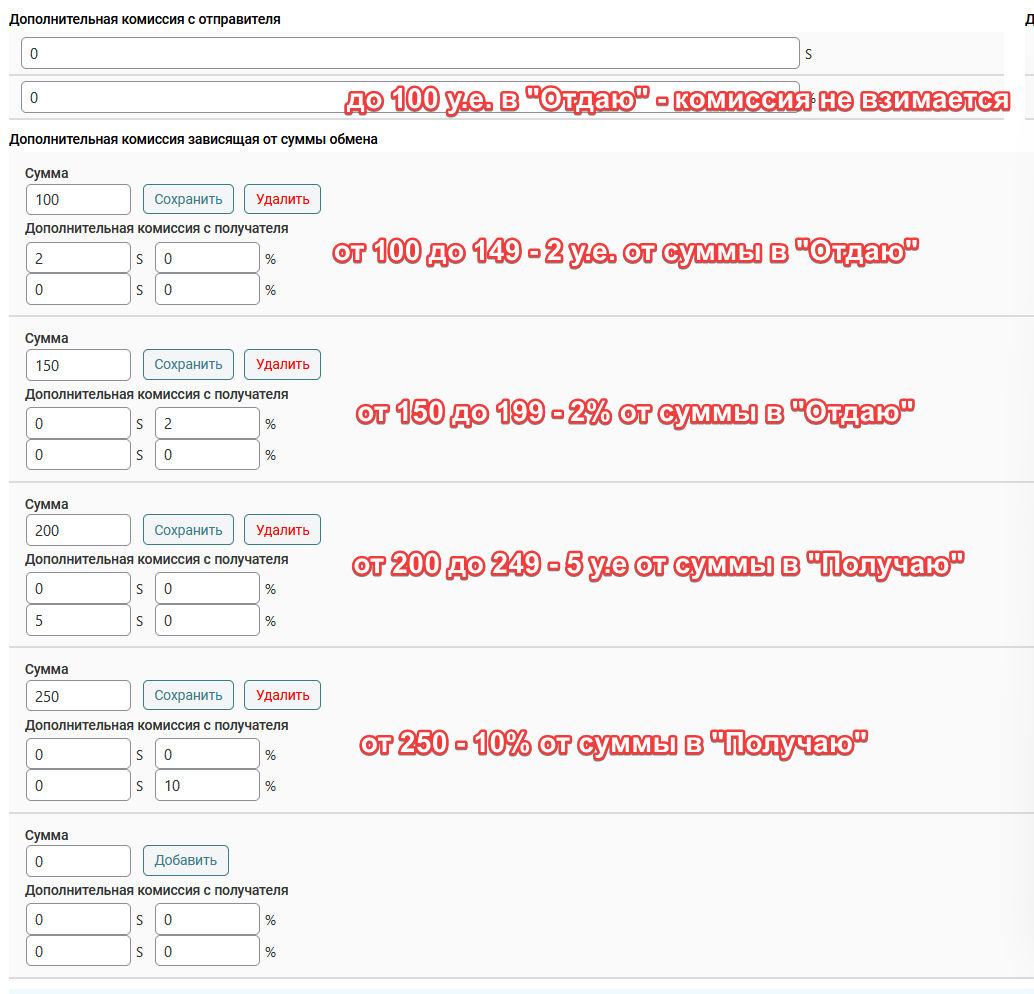 Дополнительная комиссия с отправителя
Д
0 S
0 %
до 100 у.е. в "Отдаю" - комиссия не взимается
Дополнительная комиссия зависящая от суммы обмена
Сумма
100 Сохранить Удалить
Дополнительная комиссия с получателя
2 S 0 %
0 S 0 %
от 100 до 149 - 2 у.е. от суммы в "Отдаю"
Сумма
150 Сохранить Удалить
Дополнительная комиссия с получателя
0 S 2 %
0 S 0 %
от 150 до 199 - 2% от суммы в "Отдаю"
Сумма
200 Сохранить Удалить
Дополнительная комиссия с получателя
0 S 0 %
5 S 0 %
от 200 до 249 - 5 у.е от суммы в "Получаю"
Сумма
250 Сохранить Удалить
Дополнительная комиссия с получателя
0 S 0 %
0 S 10 %
от 250 - 10% от суммы в "Получаю"
Сумма
0 Добавить
Дополнительная комиссия с получателя
0 S 0 %
0 S 0 %